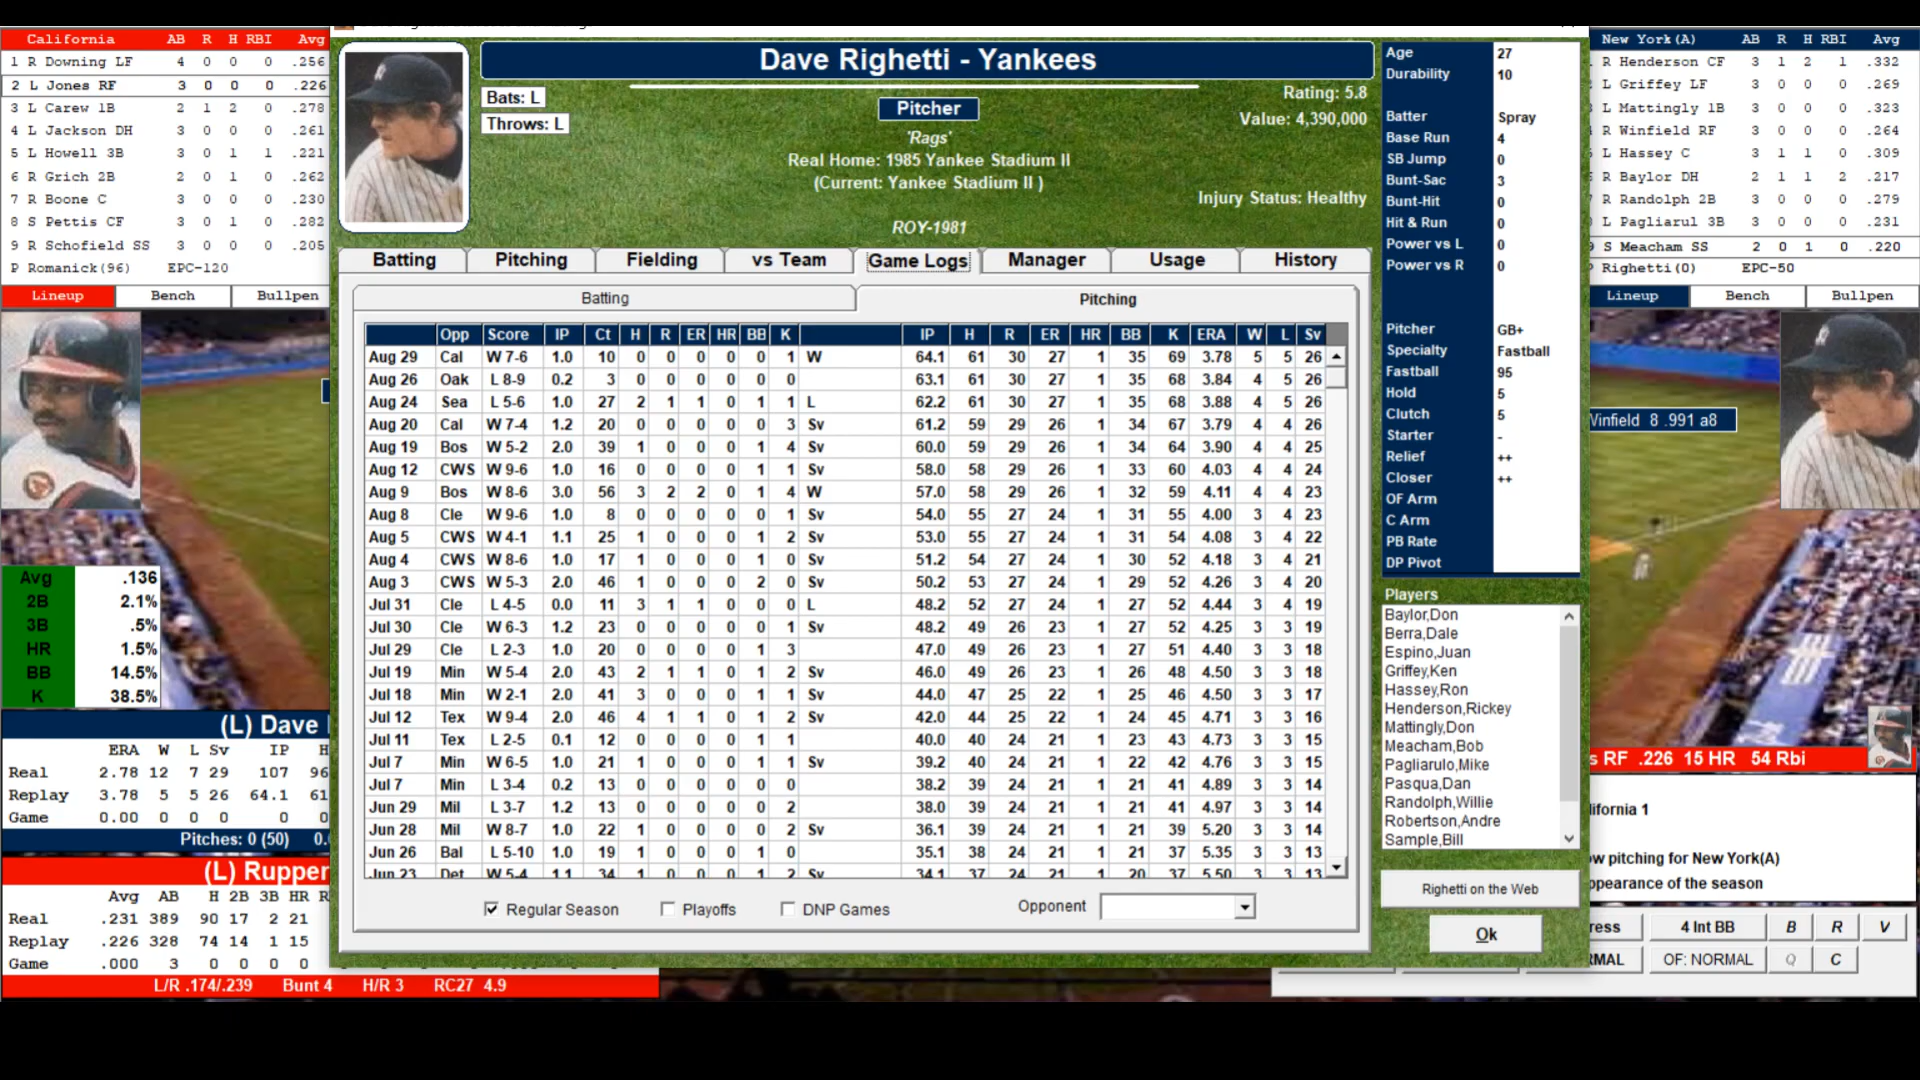 California AB R H RBI Avg
1 R Downing LF 4 0 0 0 .256
2 L Jones RF 3 0 0 0 .226
3 L Carew 1B 2 1 2 0 .278
4 L Jackson DH 3 0 0 0 .261
5 L Howell 3B 3 0 1 1 .221
6 R Grich 2B 2 0 1 0 .262
7 R Boone C 3 0 0 0 .230
8 S Pettis CF 3 0 1 0 .282
9 R Schofield SS 3 0 0 0 .205
P Romanick(96) EPC-120
Lineup Bench Bullpen
Avg .136
2B 2.1%
3B .5%
HR 1.5%
BB 14.5%
K 38.5%
(L) Dave
ERA W L Sv IP H
Real 2.78 12 7 29 107 96
Replay 3.78 5 5 26 64.1 61
Game 0.00 0 0 0 0 0
Pitches: 0 (50) 0.
(L) Rupper
Avg AB H 2B 3B HR R
Real .231 389 90 17 2 21
Replay .226 328 74 14 1 15
Game .000 3 0 0 0 0
L/R .174/.239 Bunt 4 H/R 3 RC27 4.9
Dave Righetti - Yankees
Bats: L
Throws: L
Pitcher
'Rags'
Real Home: 1985 Yankee Stadium II
(Current: Yankee Stadium II )
ROY-1981
Rating: 5.8
Value: 4,390,000
Injury Status: Healthy
Batting Pitching Fielding vs Team Game Logs Manager Usage History
Batting Pitching
Opp Score IP Ct H R ER HR BB K IP H R ER HR BB K ERA W L Sv
Aug 29 Cal W 7-6 1.0 10 0 0 0 0 0 1 W 64.1 61 30 27 1 35 69 3.78 5 5 26
Aug 26 Oak L 8-9 0.2 3 0 0 0 0 0 0 63.1 61 30 27 1 35 68 3.84 4 5 26
Aug 24 Sea L 5-6 1.0 27 2 1 1 0 1 1 L 62.2 61 30 27 1 35 68 3.88 4 5 26
Aug 20 Cal W 7-4 1.2 20 0 0 0 0 0 3 Sv 61.2 59 29 26 1 34 67 3.79 4 4 26
Aug 19 Bos W 5-2 2.0 39 1 0 0 0 1 4 Sv 60.0 59 29 26 1 34 64 3.90 4 4 25
Aug 12 CWS W 9-6 1.0 16 0 0 0 0 1 1 Sv 58.0 58 29 26 1 33 60 4.03 4 4 24
Aug 9 Bos W 8-6 3.0 56 3 2 2 0 1 4 W 57.0 58 29 26 1 32 59 4.11 4 4 23
Aug 8 Cle W 9-6 1.0 8 0 0 0 0 0 1 Sv 54.0 55 27 24 1 31 55 4.00 3 4 23
Aug 5 CWS W 4-1 1.1 25 1 0 0 0 1 2 Sv 53.0 55 27 24 1 31 54 4.08 3 4 22
Aug 4 CWS W 8-6 1.0 17 1 0 0 0 1 0 Sv 51.2 54 27 24 1 30 52 4.18 3 4 21
Aug 3 CWS W 5-3 2.0 46 1 0 0 0 2 0 Sv 50.2 53 27 24 1 29 52 4.26 3 4 20
Jul 31 Cle L 4-5 0.0 11 3 1 1 0 0 0 L 48.2 52 27 24 1 27 52 4.44 3 4 19
Jul 30 Cle W 6-3 1.2 23 0 0 0 0 0 1 Sv 48.2 49 26 23 1 27 52 4.25 3 3 19
Jul 29 Cle L 2-3 1.0 20 0 0 0 0 1 3 47.0 49 26 23 1 27 51 4.40 3 3 18
Jul 19 Min W 5-4 2.0 43 2 1 1 0 1 2 Sv 46.0 49 26 23 1 26 48 4.50 3 3 18
Jul 18 Min W 2-1 2.0 41 3 0 0 0 1 1 Sv 44.0 47 25 22 1 25 46 4.50 3 3 17
Jul 12 Tex W 9-4 2.0 46 4 1 1 0 1 2 Sv 42.0 44 25 22 1 24 45 4.71 3 3 16
Jul 11 Tex L 2-5 0.1 12 0 0 0 0 1 1 40.0 40 24 21 1 23 43 4.73 3 3 15
Jul 7 Min W 6-5 1.0 21 1 0 0 0 1 1 Sv 39.2 40 24 21 1 22 42 4.76 3 3 15
Jul 7 Min L 3-4 0.2 13 0 0 0 0 0 0 38.2 39 24 21 1 21 41 4.89 3 3 14
Jun 29 Mil L 3-7 1.2 13 0 0 0 0 0 2 38.0 39 24 21 1 21 41 4.97 3 3 14
Jun 28 Mil W 8-7 1.0 22 1 0 0 0 0 2 Sv 36.1 39 24 21 1 21 39 5.20 3 3 14
Jun 26 Bal L 5-10 1.0 19 1 0 0 0 1 0 35.1 38 24 21 1 21 37 5.35 3 3 13
Jun 23 Det W 5-4 1.1 34 1 0 0 0 1 2 Sv 34.1 37 24 21 1 20 37 5.50 3 3 13
Regular Season Playoffs DNP Games Opponent
Age 27
Durability 10
Batter Spray
Base Run 4
SB Jump 0
Bunt-Sac 3
Bunt-Hit 0
Hit & Run 0
Power vs L 0
Power vs R 0
Pitcher GB+
Specialty Fastball
Fastball 95
Hold 5
Clutch 5
Starter -
Relief ++
Closer ++
OF Arm
C Arm
PB Rate
DP Pivot
Players
Baylor,Don
Berra,Dale
Espino,Juan
Griffey,Ken
Hassey,Ron
Henderson,Rickey
Mattingly,Don
Meacham,Bob
Pagliarulo,Mike
Pasqua,Dan
Randolph,Willie
Robertson,Andre
Sample,Bill
Righetti on the Web
Ok
New York(A) AB R H RBI Avg
R Henderson CF 3 1 2 1 .332
L Griffey LF 3 0 0 0 .269
L Mattingly 1B 3 0 0 0 .323
R Winfield RF 3 0 0 0 .264
L Hassey C 3 1 1 0 .309
R Baylor DH 2 1 1 2 .217
R Randolph 2B 3 0 0 0 .279
L Pagliarul 3B 3 0 0 0 .231
9 S Meacham SS 2 0 1 0 .220
P Righetti(0) EPC-50
Lineup Bench Bullpen
Winfield 8 .991 a8
s RF .226 15 HR 54 Rbi
lifornia 1
ow pitching for New York(A)
ppearance of the season
ress 4 Int BB B R V
RMAL OF: NORMAL Q C